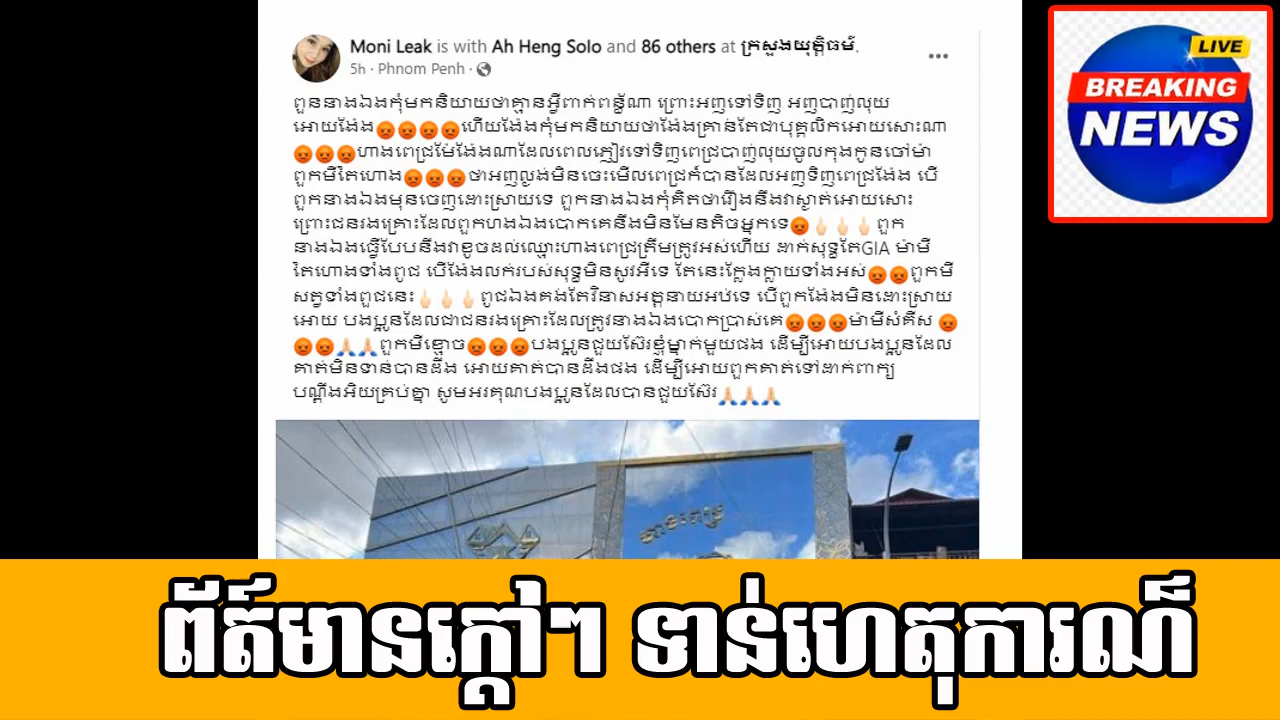 Moni Leak is with Ah Heng Solo and 86 others at ក្រសួងយុត្តិធម៌.
5h · Phnom Penh ·
ពួននាងឯងកុំមកនិយាយថាគ្មានអ្វីពាក់ពន្ធ័ណា ព្រោះអញទៅទិញ អញបាញ់លុយ
អោយង៉ែង😡😡😡😡ហើយង៉ែងកុំមកនិយាយថាង៉ែងគ្រាន់តែជាបុគ្គលិកអោយសោះណា
😡😡😡ហាងពេជ្រម៉ែង៉ែងណាដែលពេលភ្ញៀវទៅទិញពេជ្របាញ់លុយចូលកុងកូនចៅម៉ា
ពួកមីតែហោង😡😡😡ថាអញល្ងង់មិនចេះមើលពេជ្រកំបានដែលអញទិញពេជ្រង៉ែង បើ
ពួកនាងឯងមុនចេញដោះស្រាយទេ ពួកនាងឯងកុំគិតថារឿងនឹងវាស្ងាត់អោយសោះ
ព្រោះជនរងគ្រោះដែលពួកហងឯងបោកគេនឹងមិនមែនតិចអ្នកទេ😡🖕🏻🖕🏻🖕🏻 ពួក
នាងឯងធ្វើបែបនឹងវាខូចដល់ឈ្មោះហាងពេជ្រត្រឹមត្រូវអស់ហើយ ដាក់សុទ្ធតែGIA ម៉ាមី
តៃហោងទាំងពូជ បើង៉ែងលក់របស់សុទ្ធមិនសូវអីទេ តែនេះក្លែងក្លាយទាំងអស់😡😡ពួកមី
សត្វទាំងពួជនេះ🖕🏻🖕🏻🖕🏻ពូជឯងគង់តែវិនាសអត្តនាយអប់ទេ បើពួកង៉ែងមិនដោះស្រាយ
អោយ បងប្អូនដែលជាជនរងគ្រោះដែលត្រូវនាងឯងបោកប្រាស់គេ😡😡😡ម៉ាមីសំគីស 😡
😡😡🙏🏻🙏🏻ពួកមីខ្មោច😡😡😡បងប្អូនជួយស៊ែរខ្ញុំម្នាក់មួយផង ដើម្បីអោយបងប្អូនដែល
គាត់មិនទាន់បានដឹង អោយគាត់បានដឹងផង ដើម្បីអោយពួកគាត់ទៅដាក់ពាក្យ
បណ្ដឹងអិយគ្រប់គ្នា សូមអរគុណបងប្អូនដែលបានជួយស៊ែរ🙏🏻🙏🏻🙏🏻
LIVE
BREAKING
NEWS
ហាងពេជ្រ
ព័ត៍មានក្ដៅៗ ទាន់ហេតុការណ៏